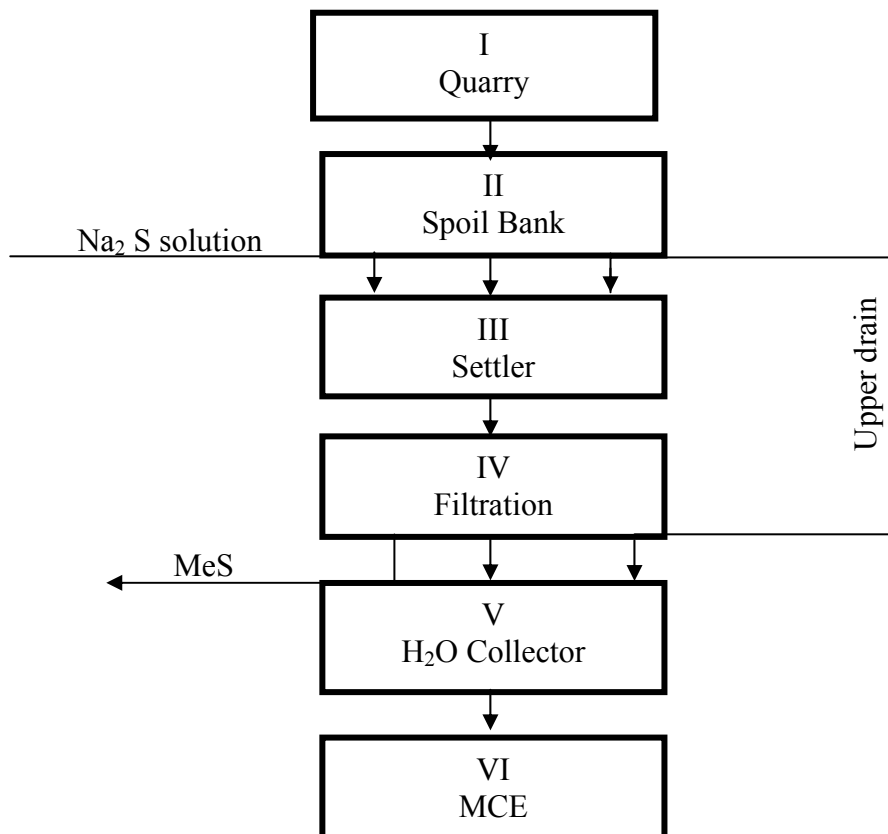 I
Quarry
II
Spoil Bank
Na₂ S solution
III
Settler
Upper drain
IV
Filtration
MeS
V
H₂O Collector
VI
MCE